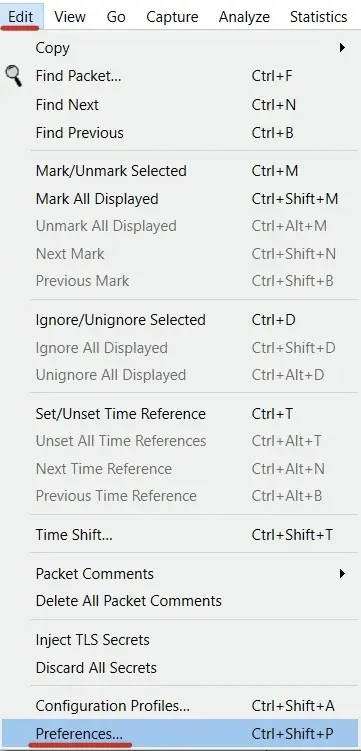 Edit View Go Capture Analyze Statistics
Copy
Find Packet... Ctrl+F
Find Next Ctrl+N
Find Previous Ctrl+B
Mark/Unmark Selected Ctrl+M
Mark All Displayed Ctrl+Shift+M
Unmark All Displayed Ctrl+Alt+M
Next Mark Ctrl+Shift+N
Previous Mark Ctrl+Shift+B
Ignore/Unignore Selected Ctrl+D
Ignore All Displayed Ctrl+Shift+D
Unignore All Displayed Ctrl+Alt+D
Set/Unset Time Reference Ctrl+T
Unset All Time References Ctrl+Alt+T
Next Time Reference Ctrl+Alt+N
Previous Time Reference Ctrl+Alt+B
Time Shift... Ctrl+Shift+T
Packet Comments
Delete All Packet Comments
Inject TLS Secrets
Discard All Secrets
Configuration Profiles... Ctrl+Shift+A
Preferences... Ctrl+Shift+P